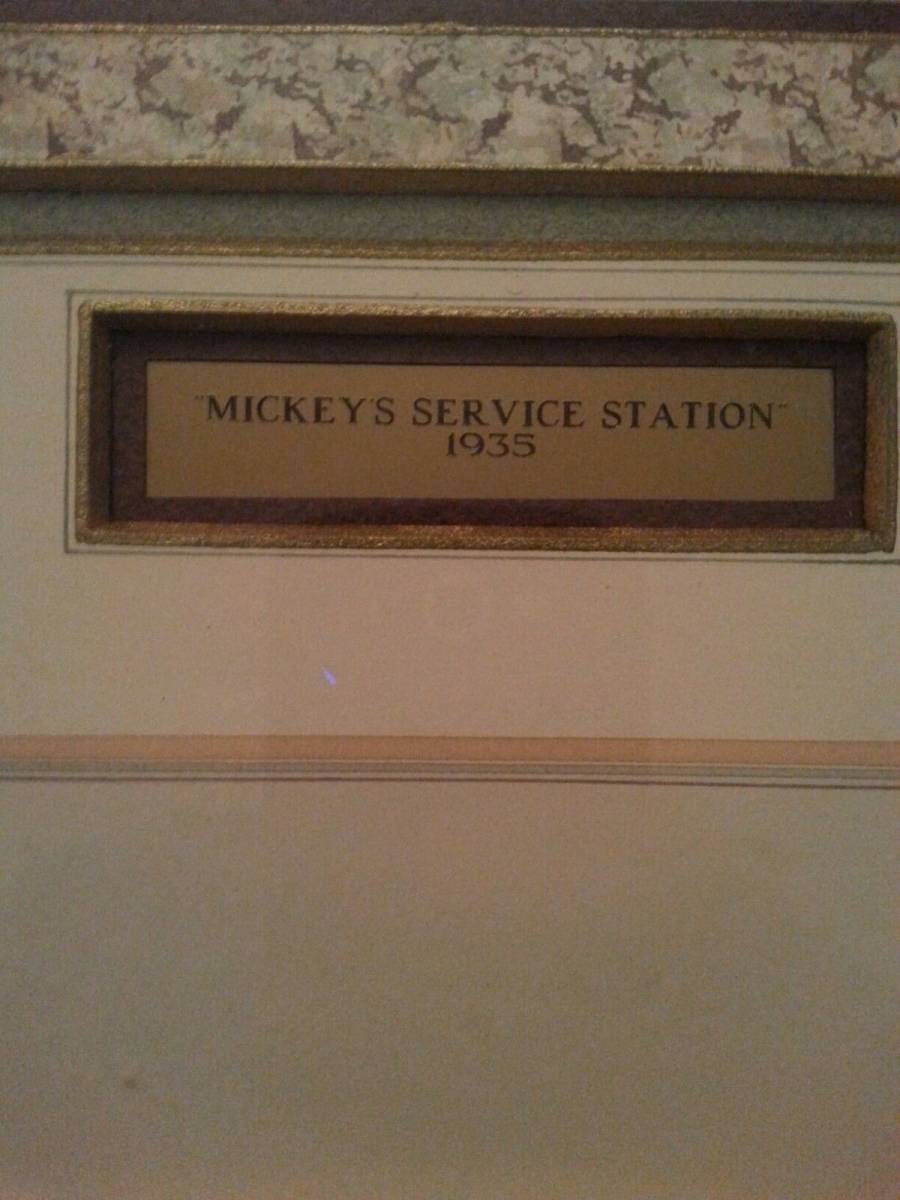 "MICKEY'S SERVICE STATION"
1935